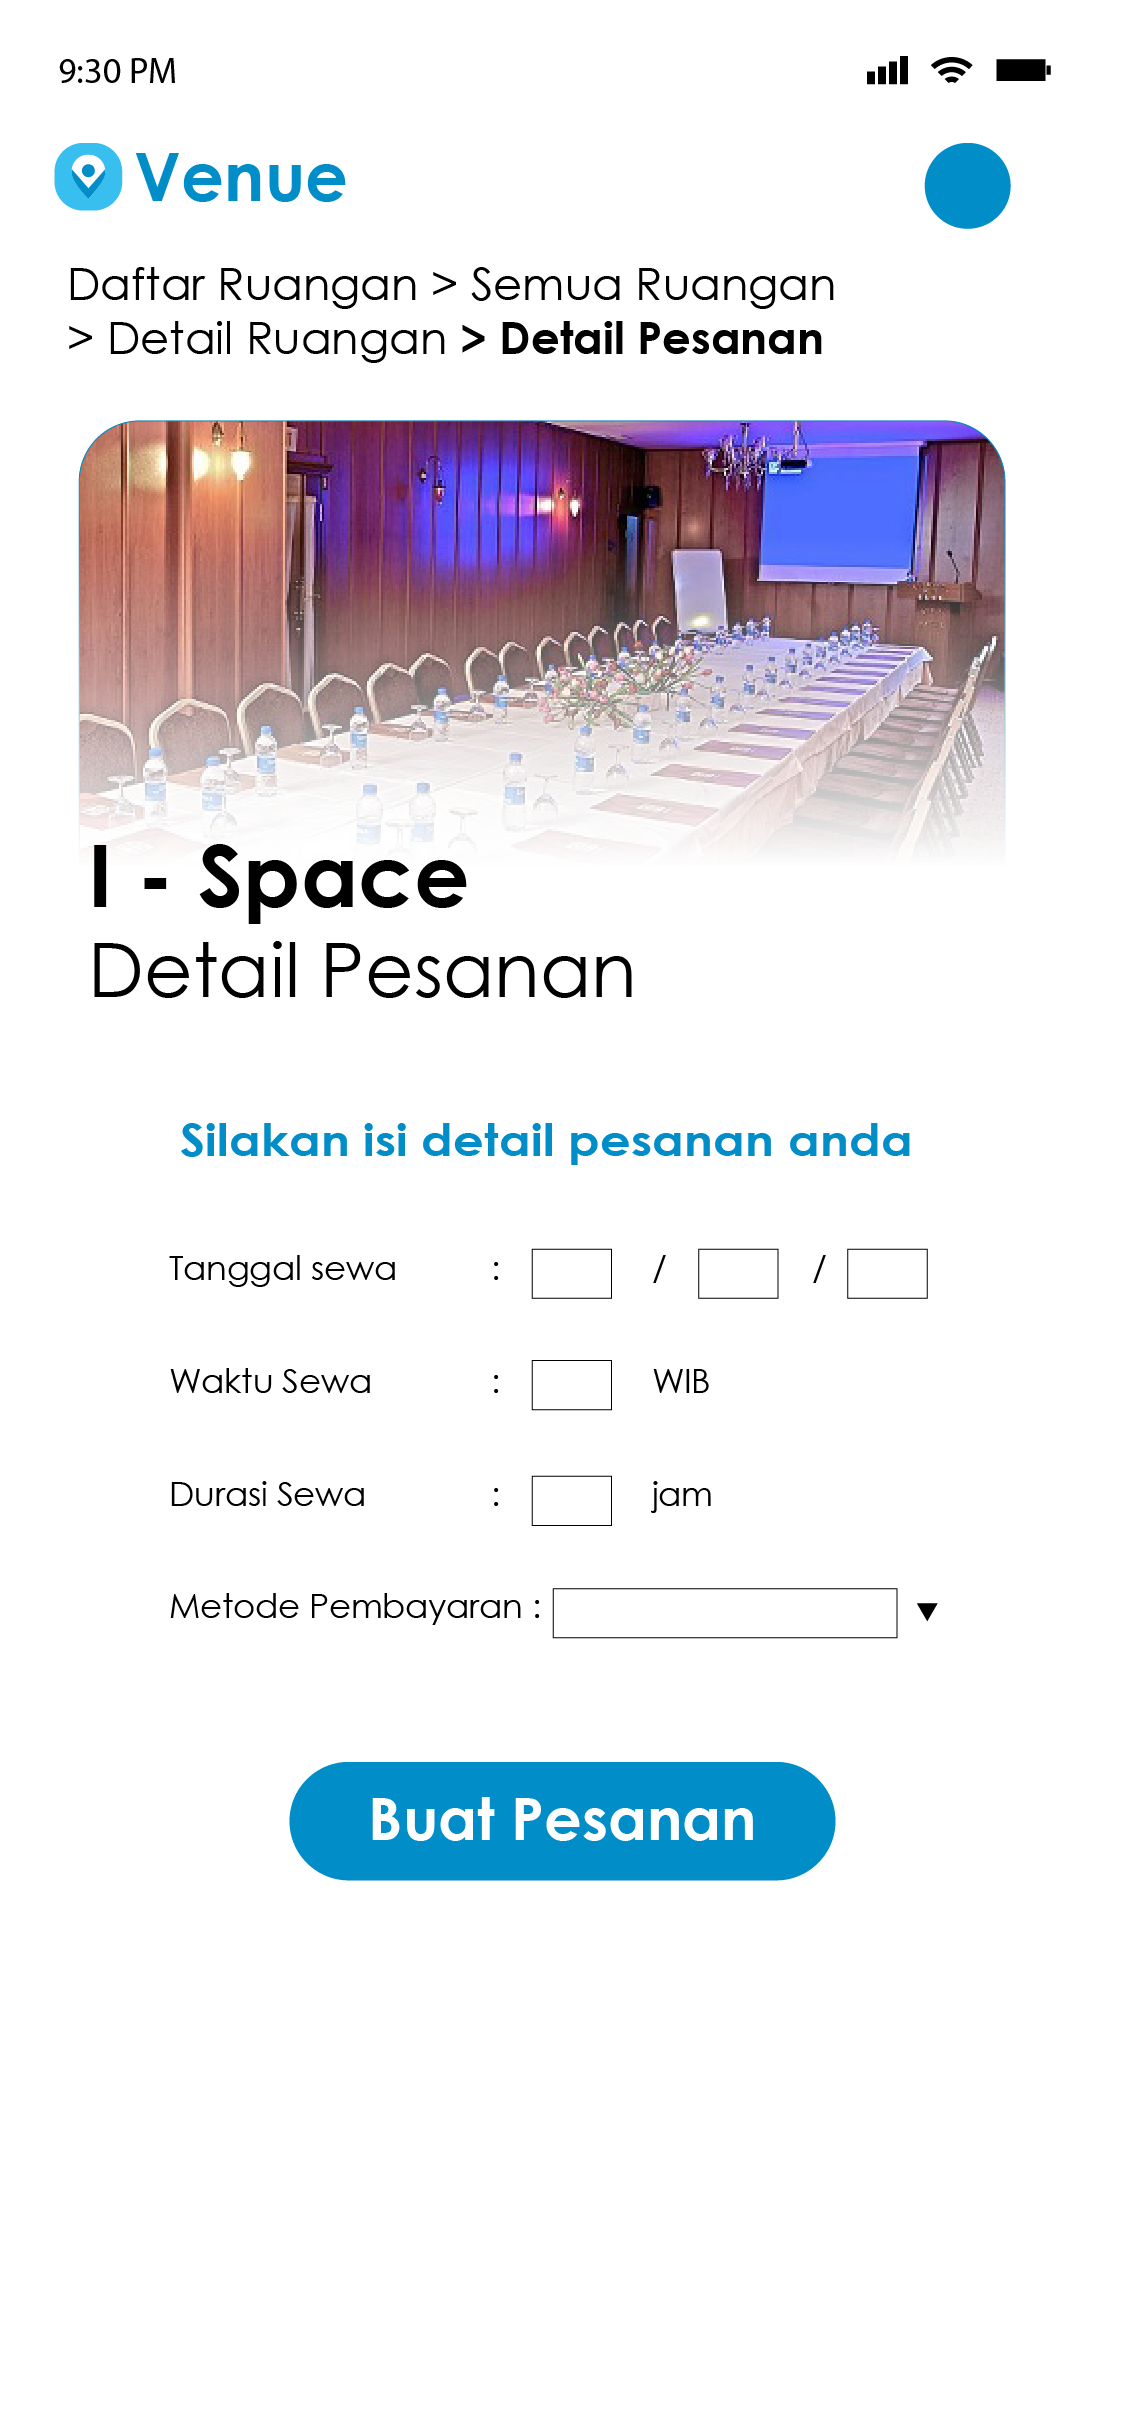 9:30 PM
Venue
Daftar Ruangan > Semua Ruangan
> Detail Ruangan > Detail Pesanan
I - Space
Detail Pesanan
Silakan isi detail pesanan anda
Tanggal sewa : / /
Waktu Sewa : WIB
Durasi Sewa : jam
Metode Pembayaran :
Buat Pesanan